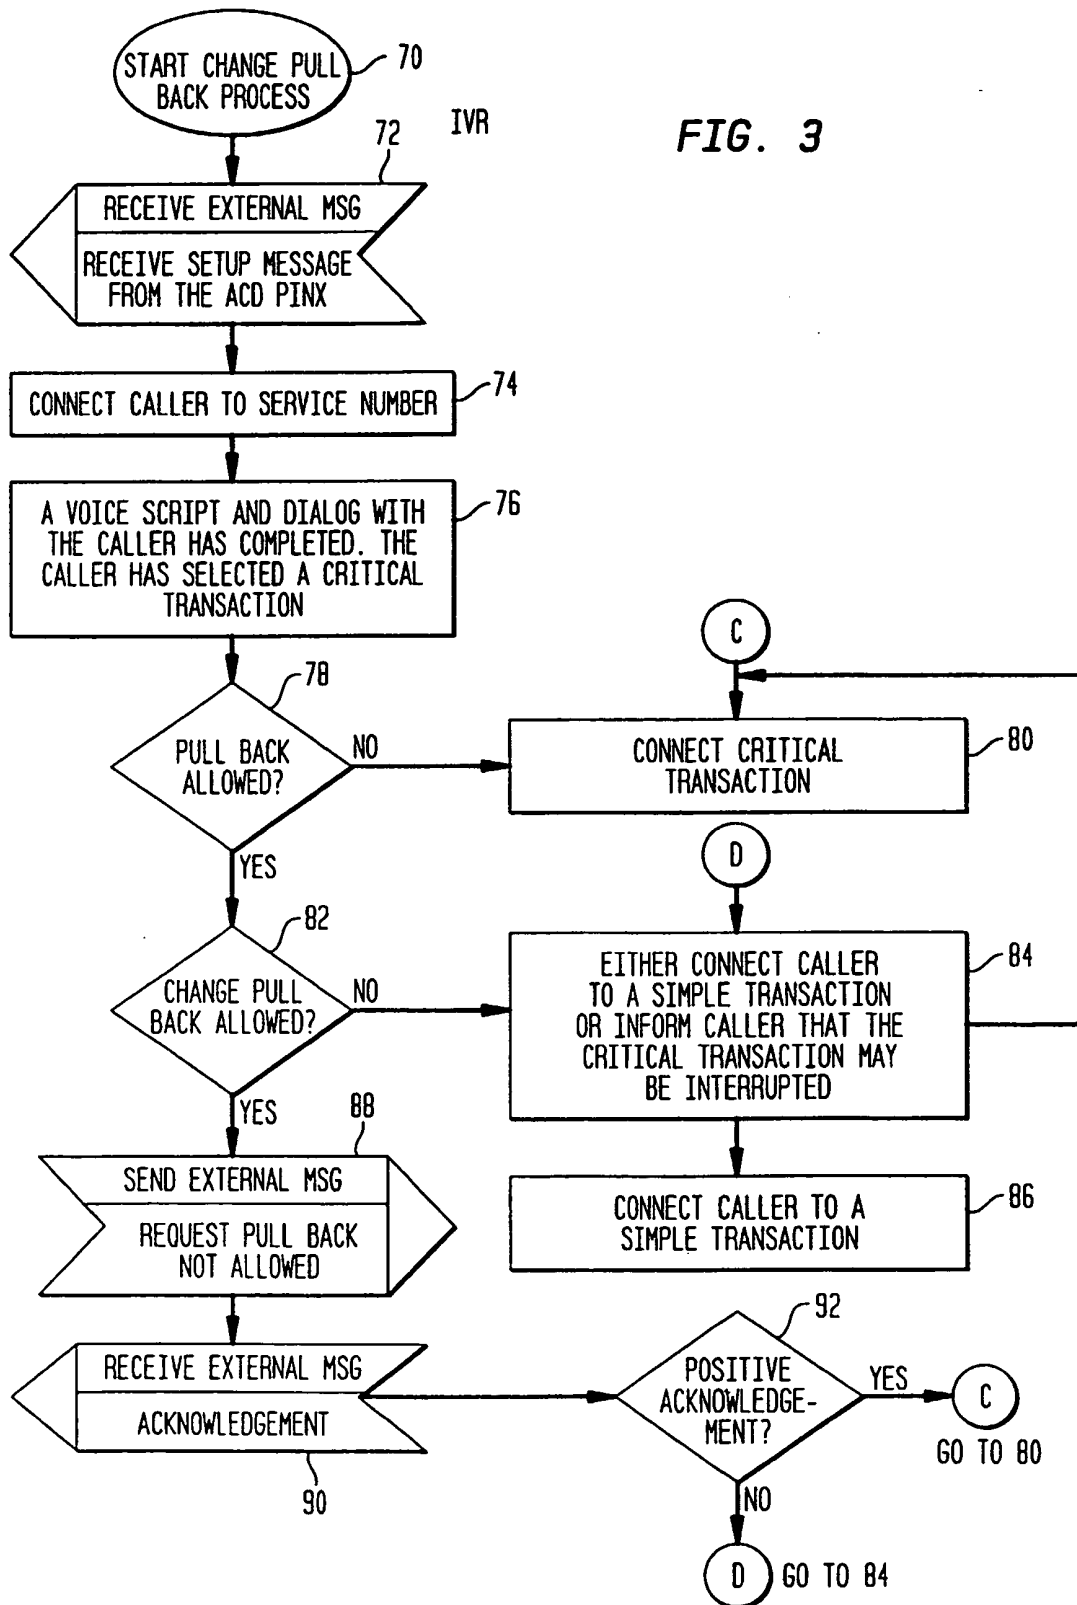 START CHANGE PULL
BACK PROCESS
70
IVR
FIG. 3
72
RECEIVE EXTERNAL MSG
RECEIVE SETUP MESSAGE
FROM THE ACD PINX
CONNECT CALLER TO SERVICE NUMBER
74
A VOICE SCRIPT AND DIALOG WITH
THE CALLER HAS COMPLETED. THE
CALLER HAS SELECTED A CRITICAL
TRANSACTION
76
C
78
PULL BACK
ALLOWED?
NO
YES
CONNECT CRITICAL
TRANSACTION
80
D
82
CHANGE PULL
BACK ALLOWED?
NO
YES
EITHER CONNECT CALLER
TO A SIMPLE TRANSACTION
OR INFORM CALLER THAT THE
CRITICAL TRANSACTION MAY
BE INTERRUPTED
84
88
SEND EXTERNAL MSG
REQUEST PULL BACK
NOT ALLOWED
CONNECT CALLER TO A
SIMPLE TRANSACTION
86
RECEIVE EXTERNAL MSG
ACKNOWLEDGEMENT
90
92
POSITIVE
ACKNOWLEDGE-
MENT?
YES
C
GO TO 80
NO
D
GO TO 84